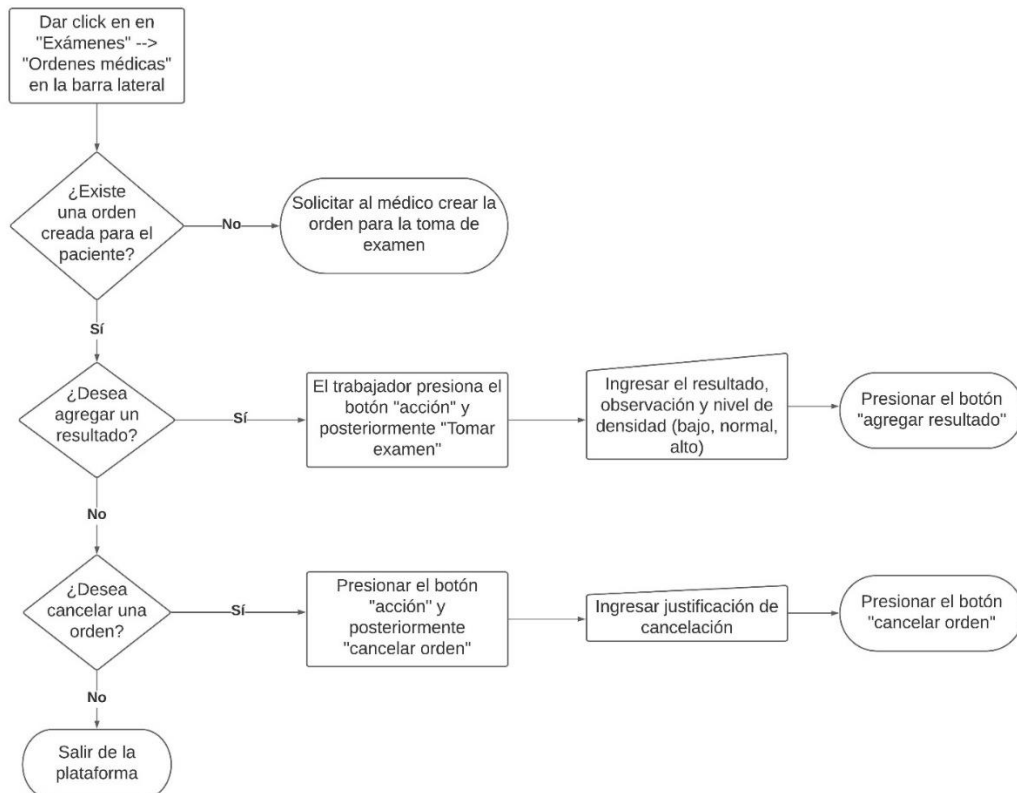 Dar click en en
"Exámenes" -->
"Ordenes médicas"
en la barra lateral
¿Existe
una orden
creada para el
paciente?
No
Solicitar al médico crear la
orden para la toma de
examen
Sí
¿Desea
agregar un
resultado?
Sí
El trabajador presiona el
botón "acción" y
posteriormente "Tomar
examen"
Ingresar el resultado,
observación y nivel de
densidad (bajo, normal,
alto)
Presionar el botón
"agregar resultado"
No
¿Desea
cancelar una
orden?
Sí
Presionar el botón
"acción" y
posteriormente
"cancelar orden"
Ingresar justificación de
cancelación
Presionar el botón
"cancelar orden"
No
Salir de la
plataforma